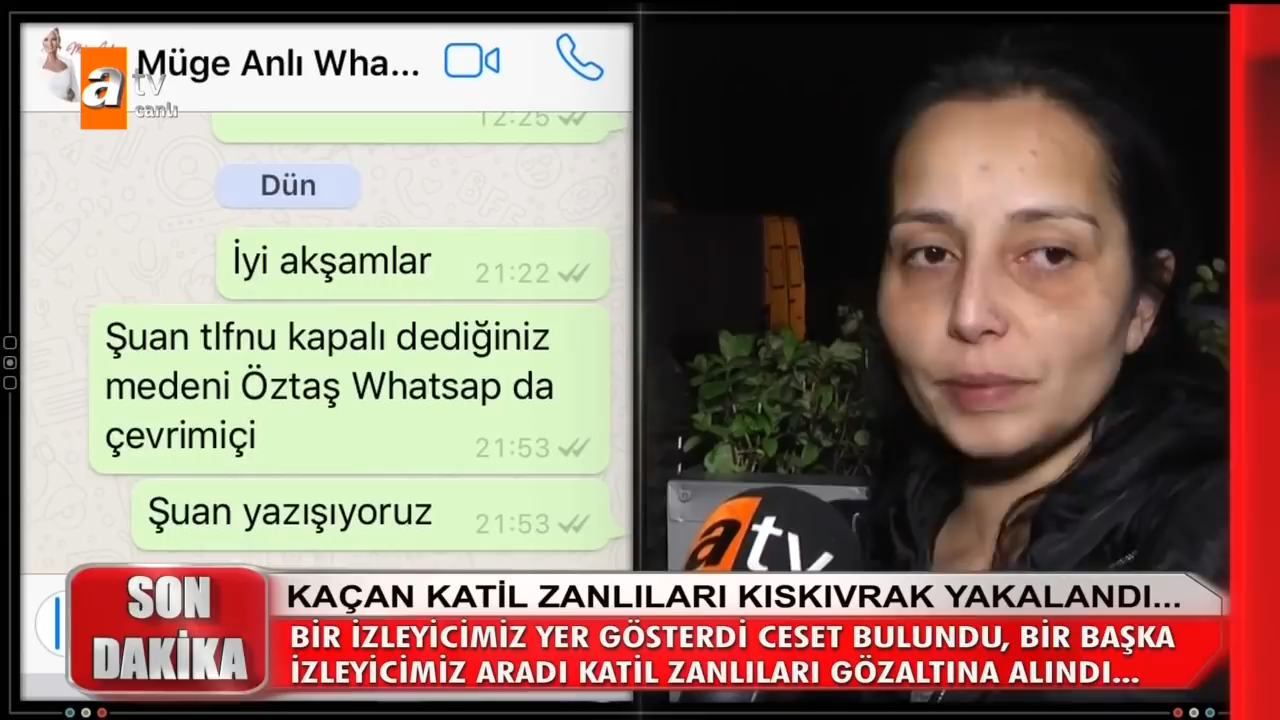 Müge Anlı Wha...
a tv
canlı
12:25
Dün
İyi akşamlar
21:22
Şuan tlfnu kapalı dediğiniz
medeni Öztaş Whatsap da
çevrimiçi
21:53
Şuan yazışıyoruz
21:53
atv
SON
DAKİKA
KAÇAN KATİL ZANLILARI KISKIVRAK YAKALANDI...
BİR İZLEYİCİMİZ YER GÖSTERDİ CESET BULUNDU, BİR BAŞKA
İZLEYİCİMİZ ARADI KATİL ZANLILARI GÖZALTINA ALINDI...